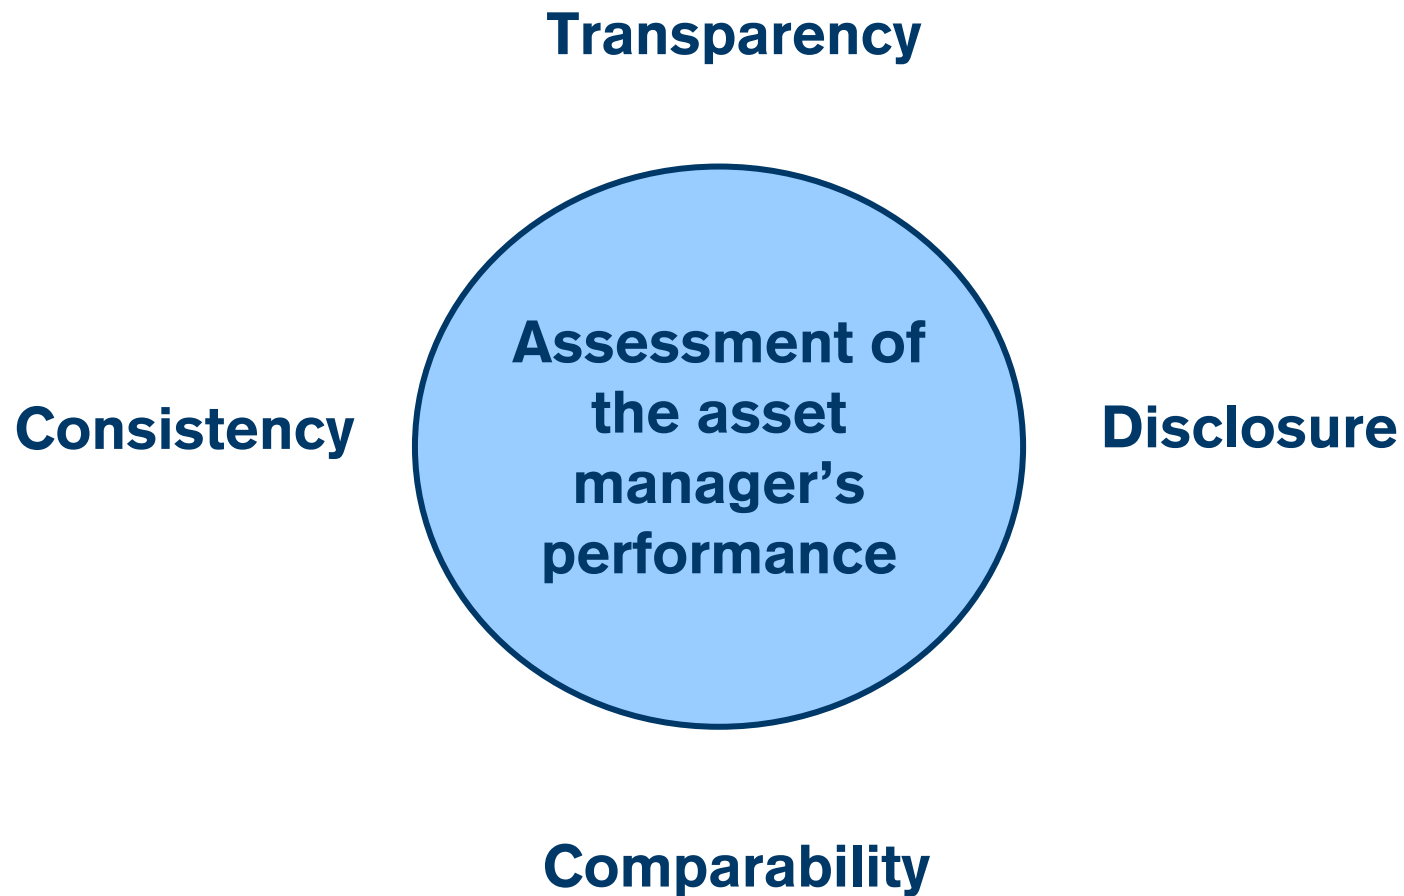 Transparency
Assessment of
the asset
manager’s
performance
Consistency
Disclosure
Comparability